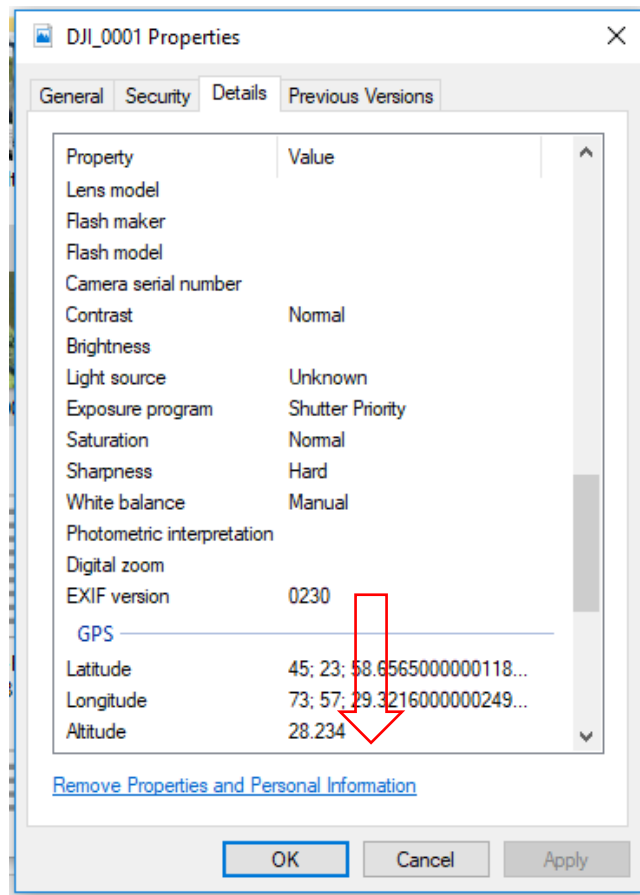 DJI_0001 Properties
General Security Details Previous Versions
Property Value
Lens model
Flash maker
Flash model
Camera serial number
Contrast Normal
Brightness
Light source Unknown
Exposure program Shutter Priority
Saturation Normal
Sharpness Hard
White balance Manual
Photometric interpretation
Digital zoom
EXIF version 0230
GPS
Latitude 45; 23; 58.6565000000118...
Longitude 73; 57; 29.3216000000249...
Altitude 28.234
Remove Properties and Personal Information
OK Cancel Apply